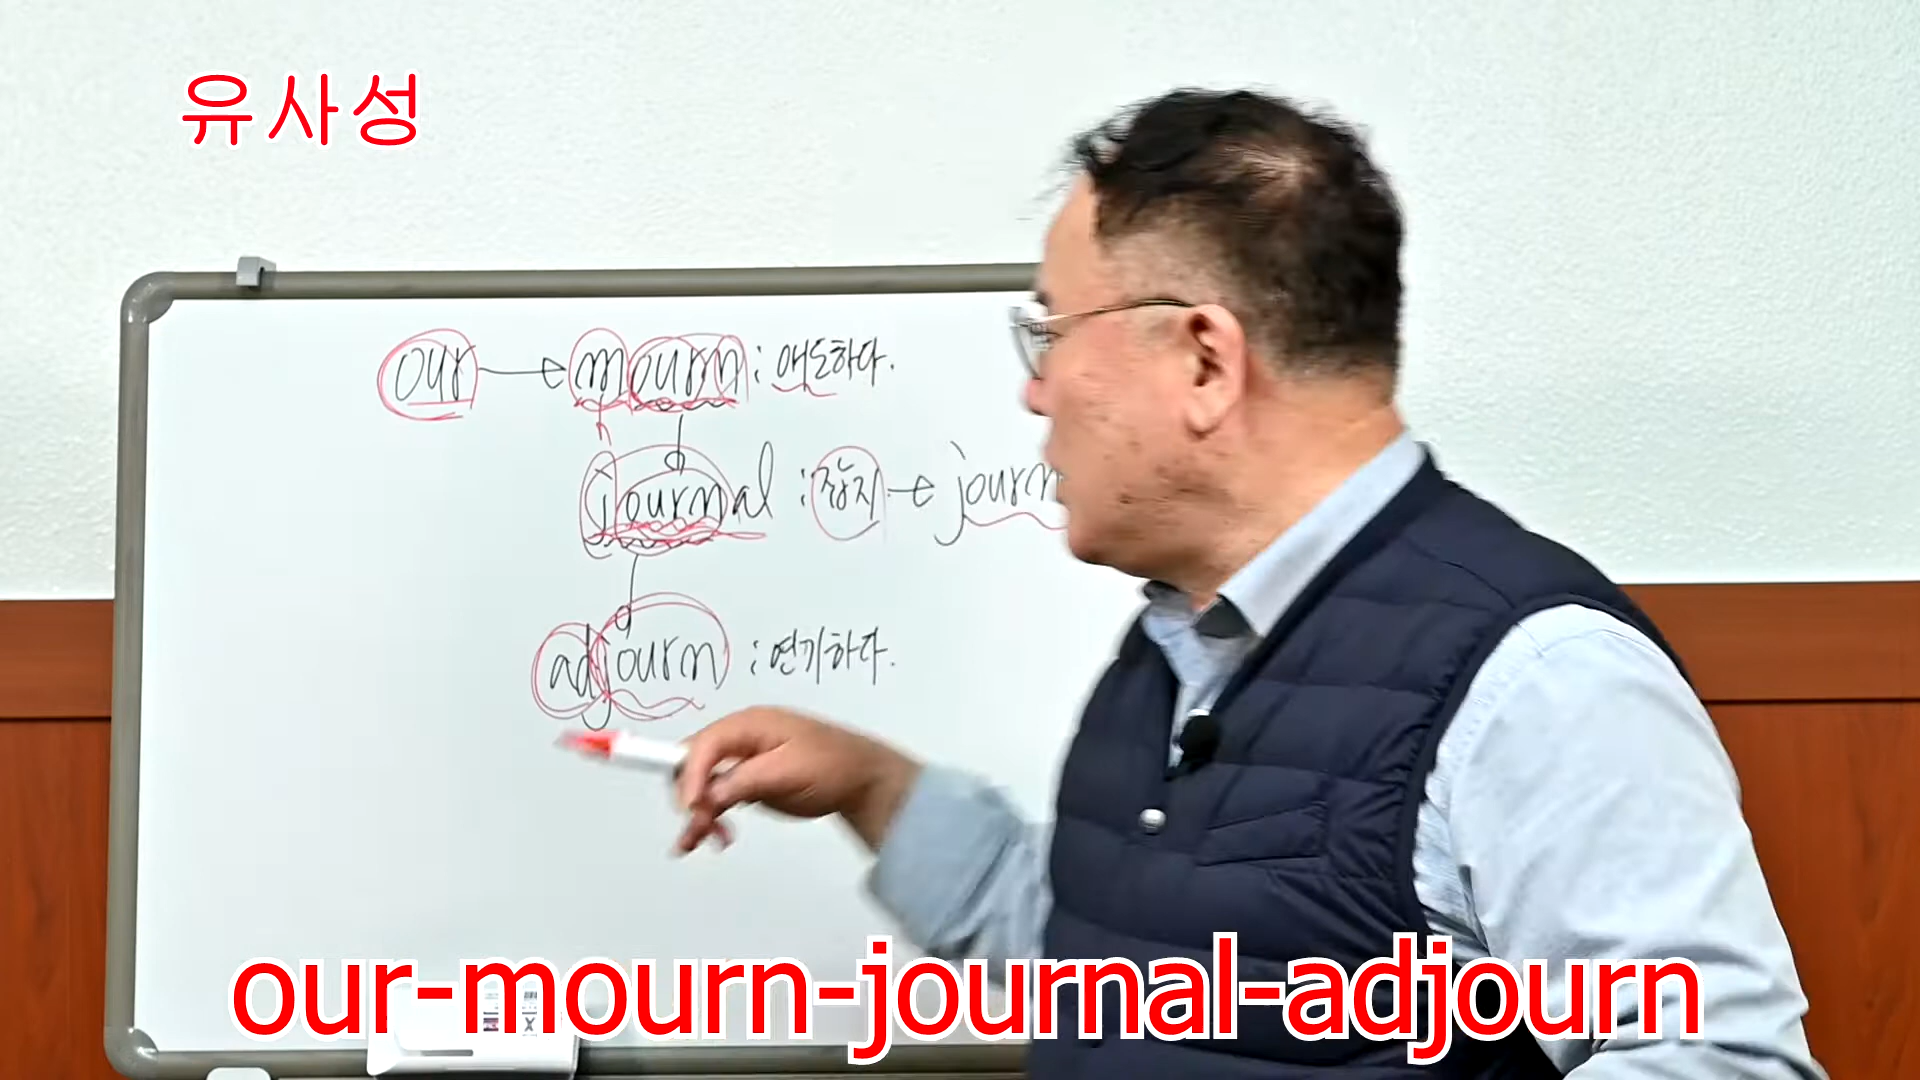 유사성
our → mourn : 애도하다.
journal : 잡지 → journ
adjourn : 연기하다.
our-mourn-journal-adjourn